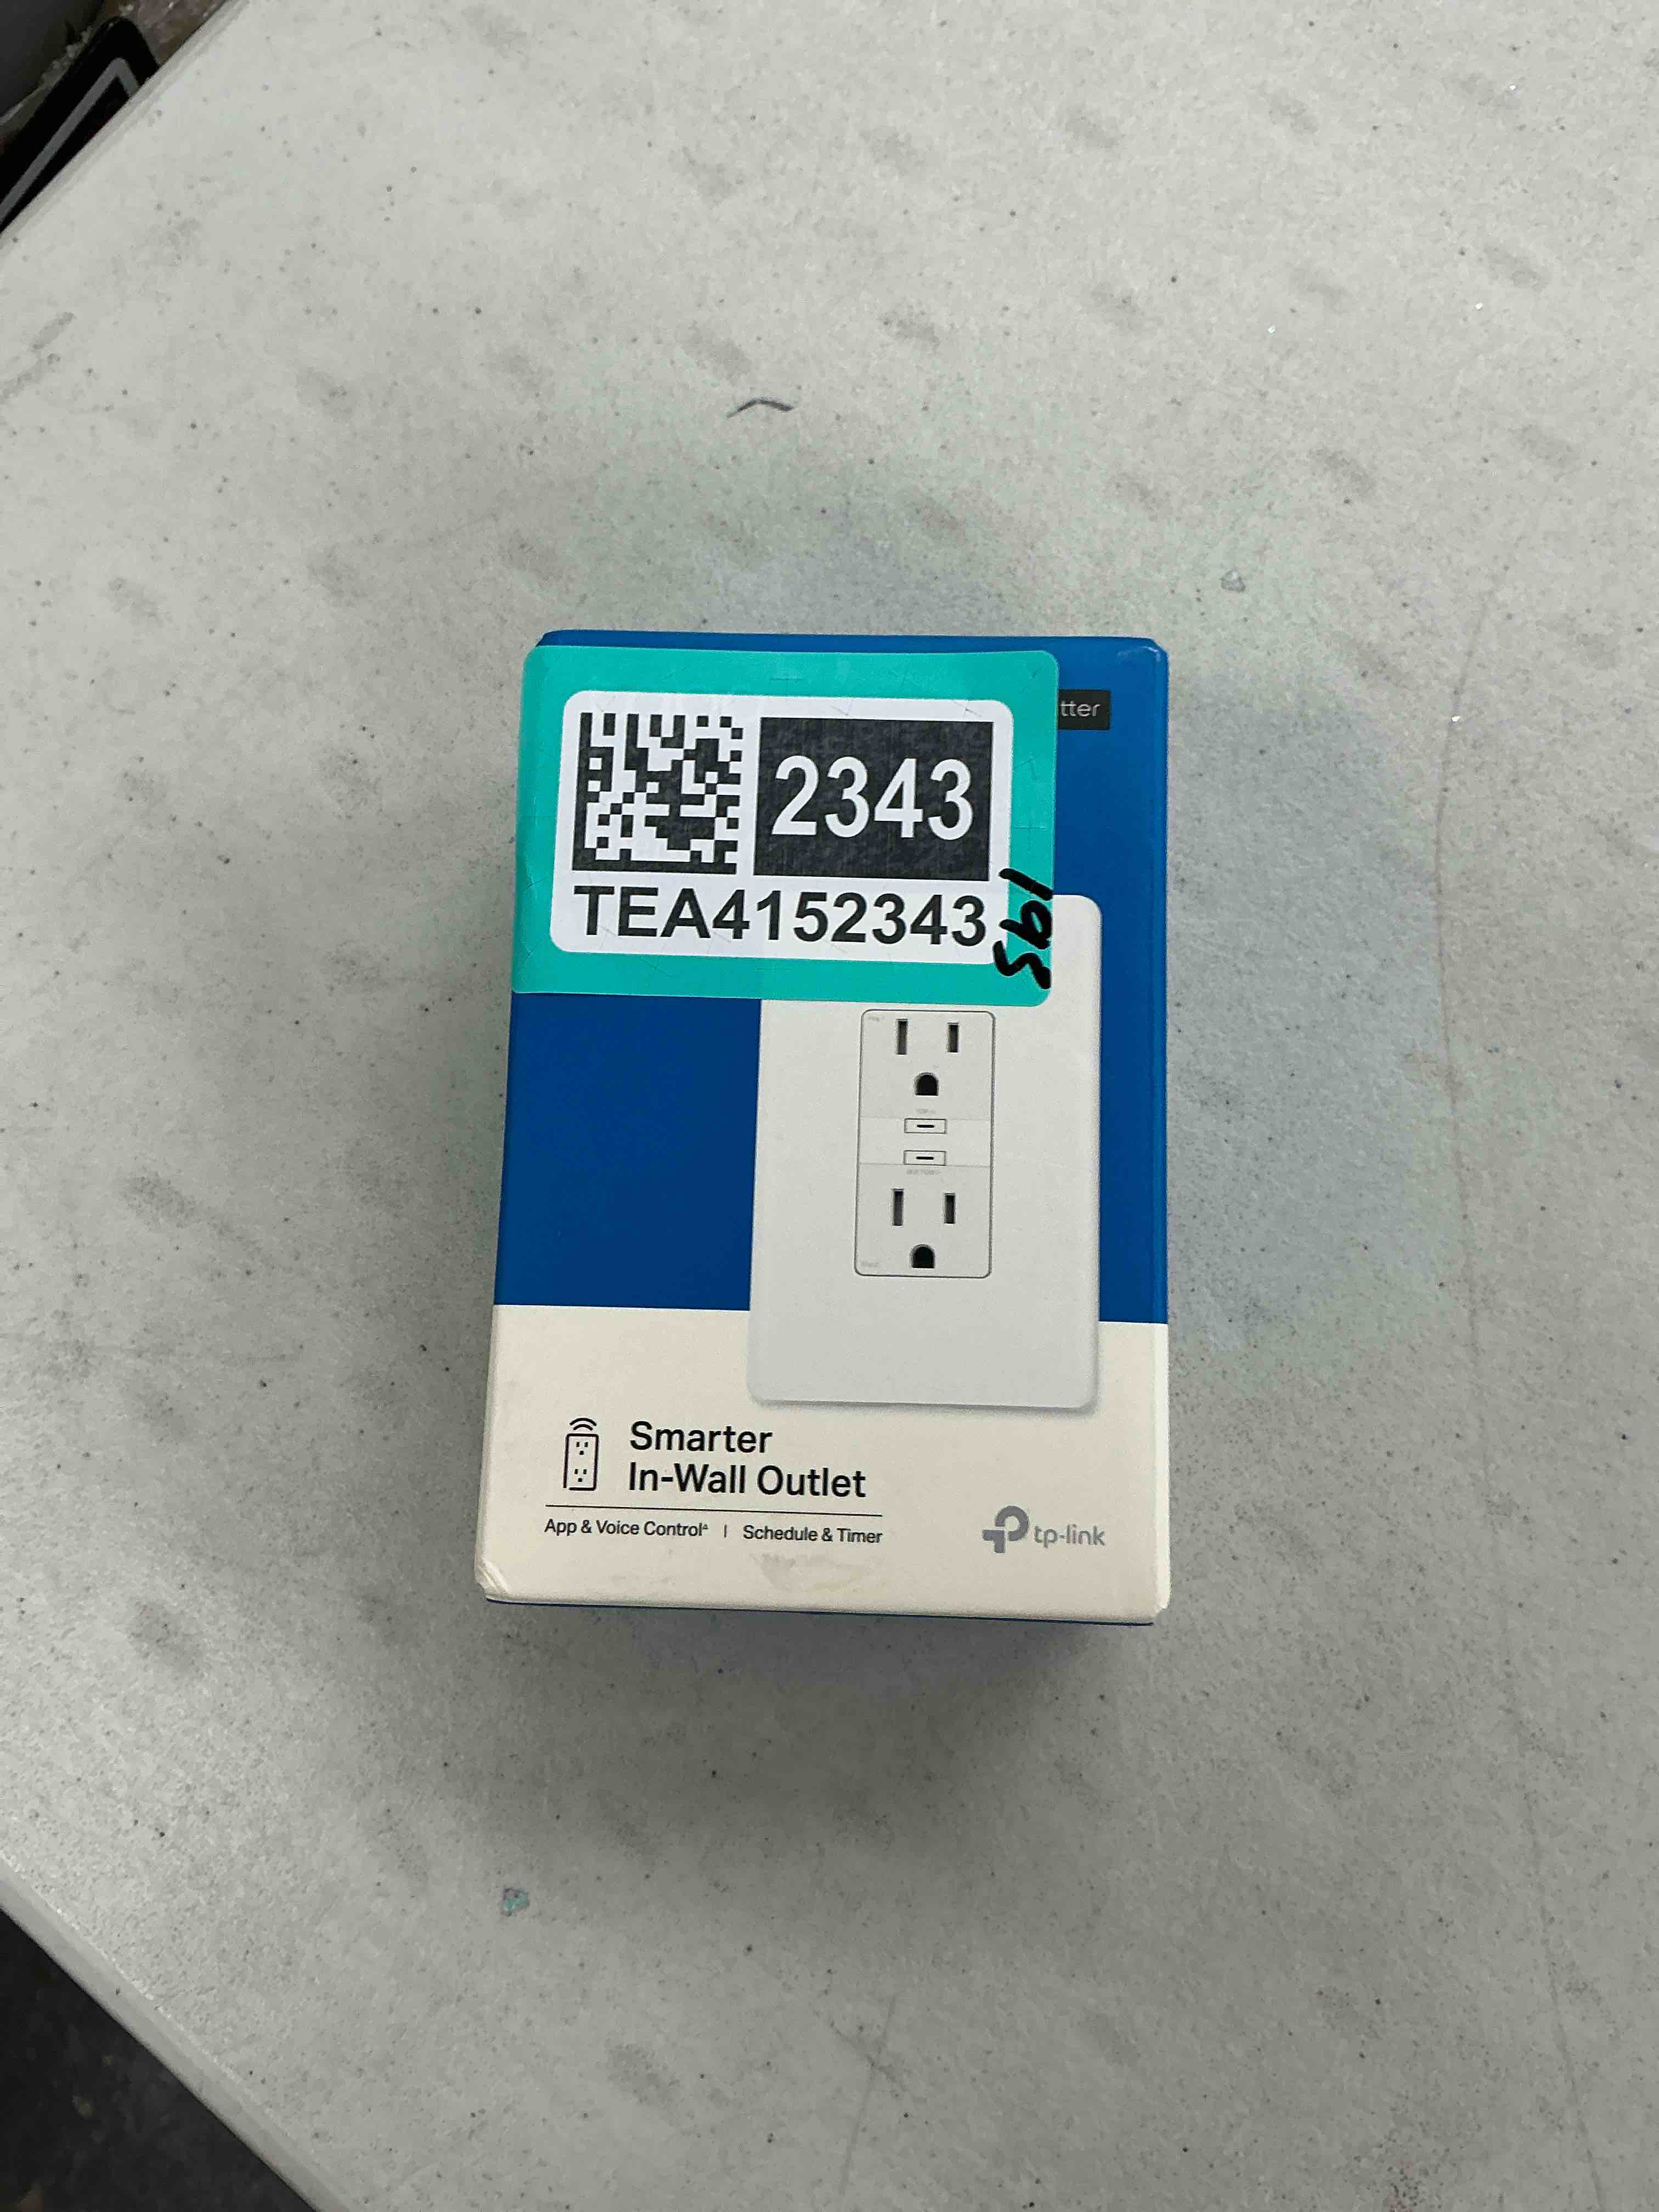 tter
2343
TEA4152343
195
Smarter
In-Wall Outlet
App & Voice Control△ | Schedule & Timer
tp-link